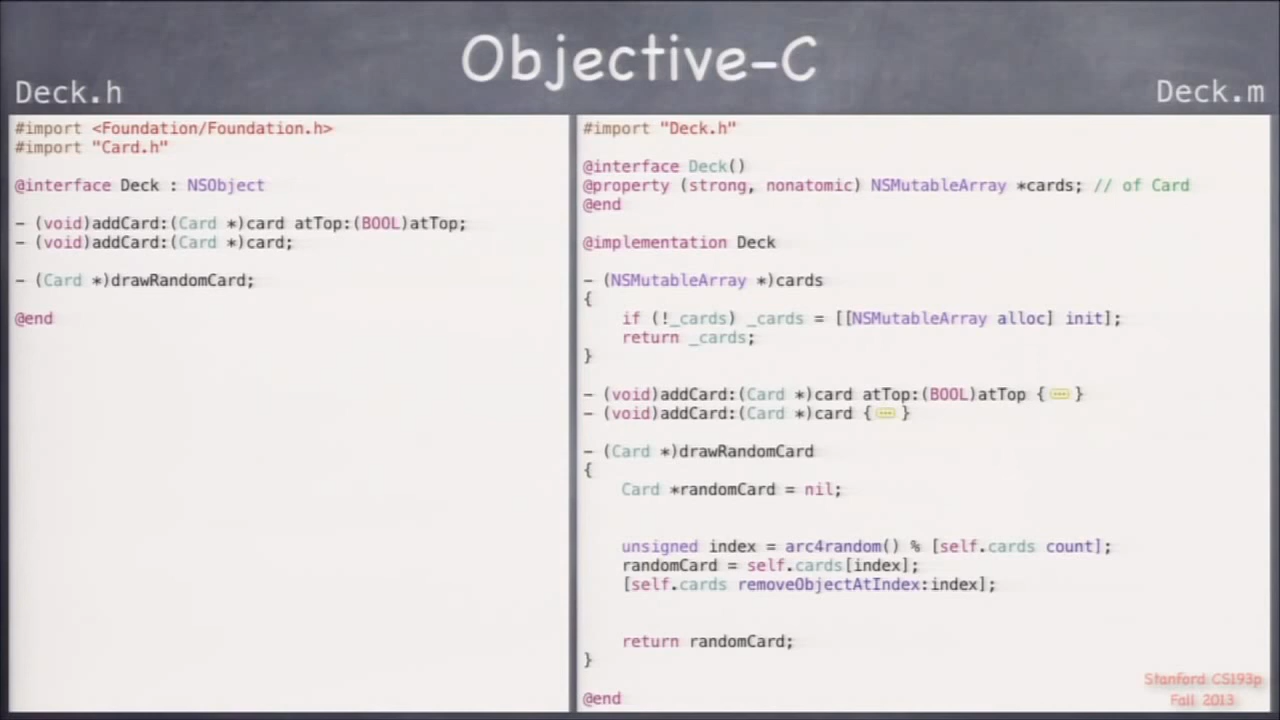 Objective-C
Deck.h
#import <Foundation/Foundation.h>
#import "Card.h"
@interface Deck : NSObject
- (void)addCard:(Card *)card atTop:(BOOL)atTop;
- (void)addCard:(Card *)card;
- (Card *)drawRandomCard;
@end
Deck.m
#import "Deck.h"
@interface Deck()
@property (strong, nonatomic) NSMutableArray *cards; // of Card
@end
@implementation Deck
- (NSMutableArray *)cards
{
    if (!_cards) _cards = [[NSMutableArray alloc] init];
    return _cards;
}
- (void)addCard:(Card *)card atTop:(BOOL)atTop {...}
- (void)addCard:(Card *)card {...}
- (Card *)drawRandomCard
{
    Card *randomCard = nil;
    unsigned index = arc4random() % [self.cards count];
    randomCard = self.cards[index];
    [self.cards removeObjectAtIndex:index];
    return randomCard;
}
@end
Stanford CS193p
Fall 2013